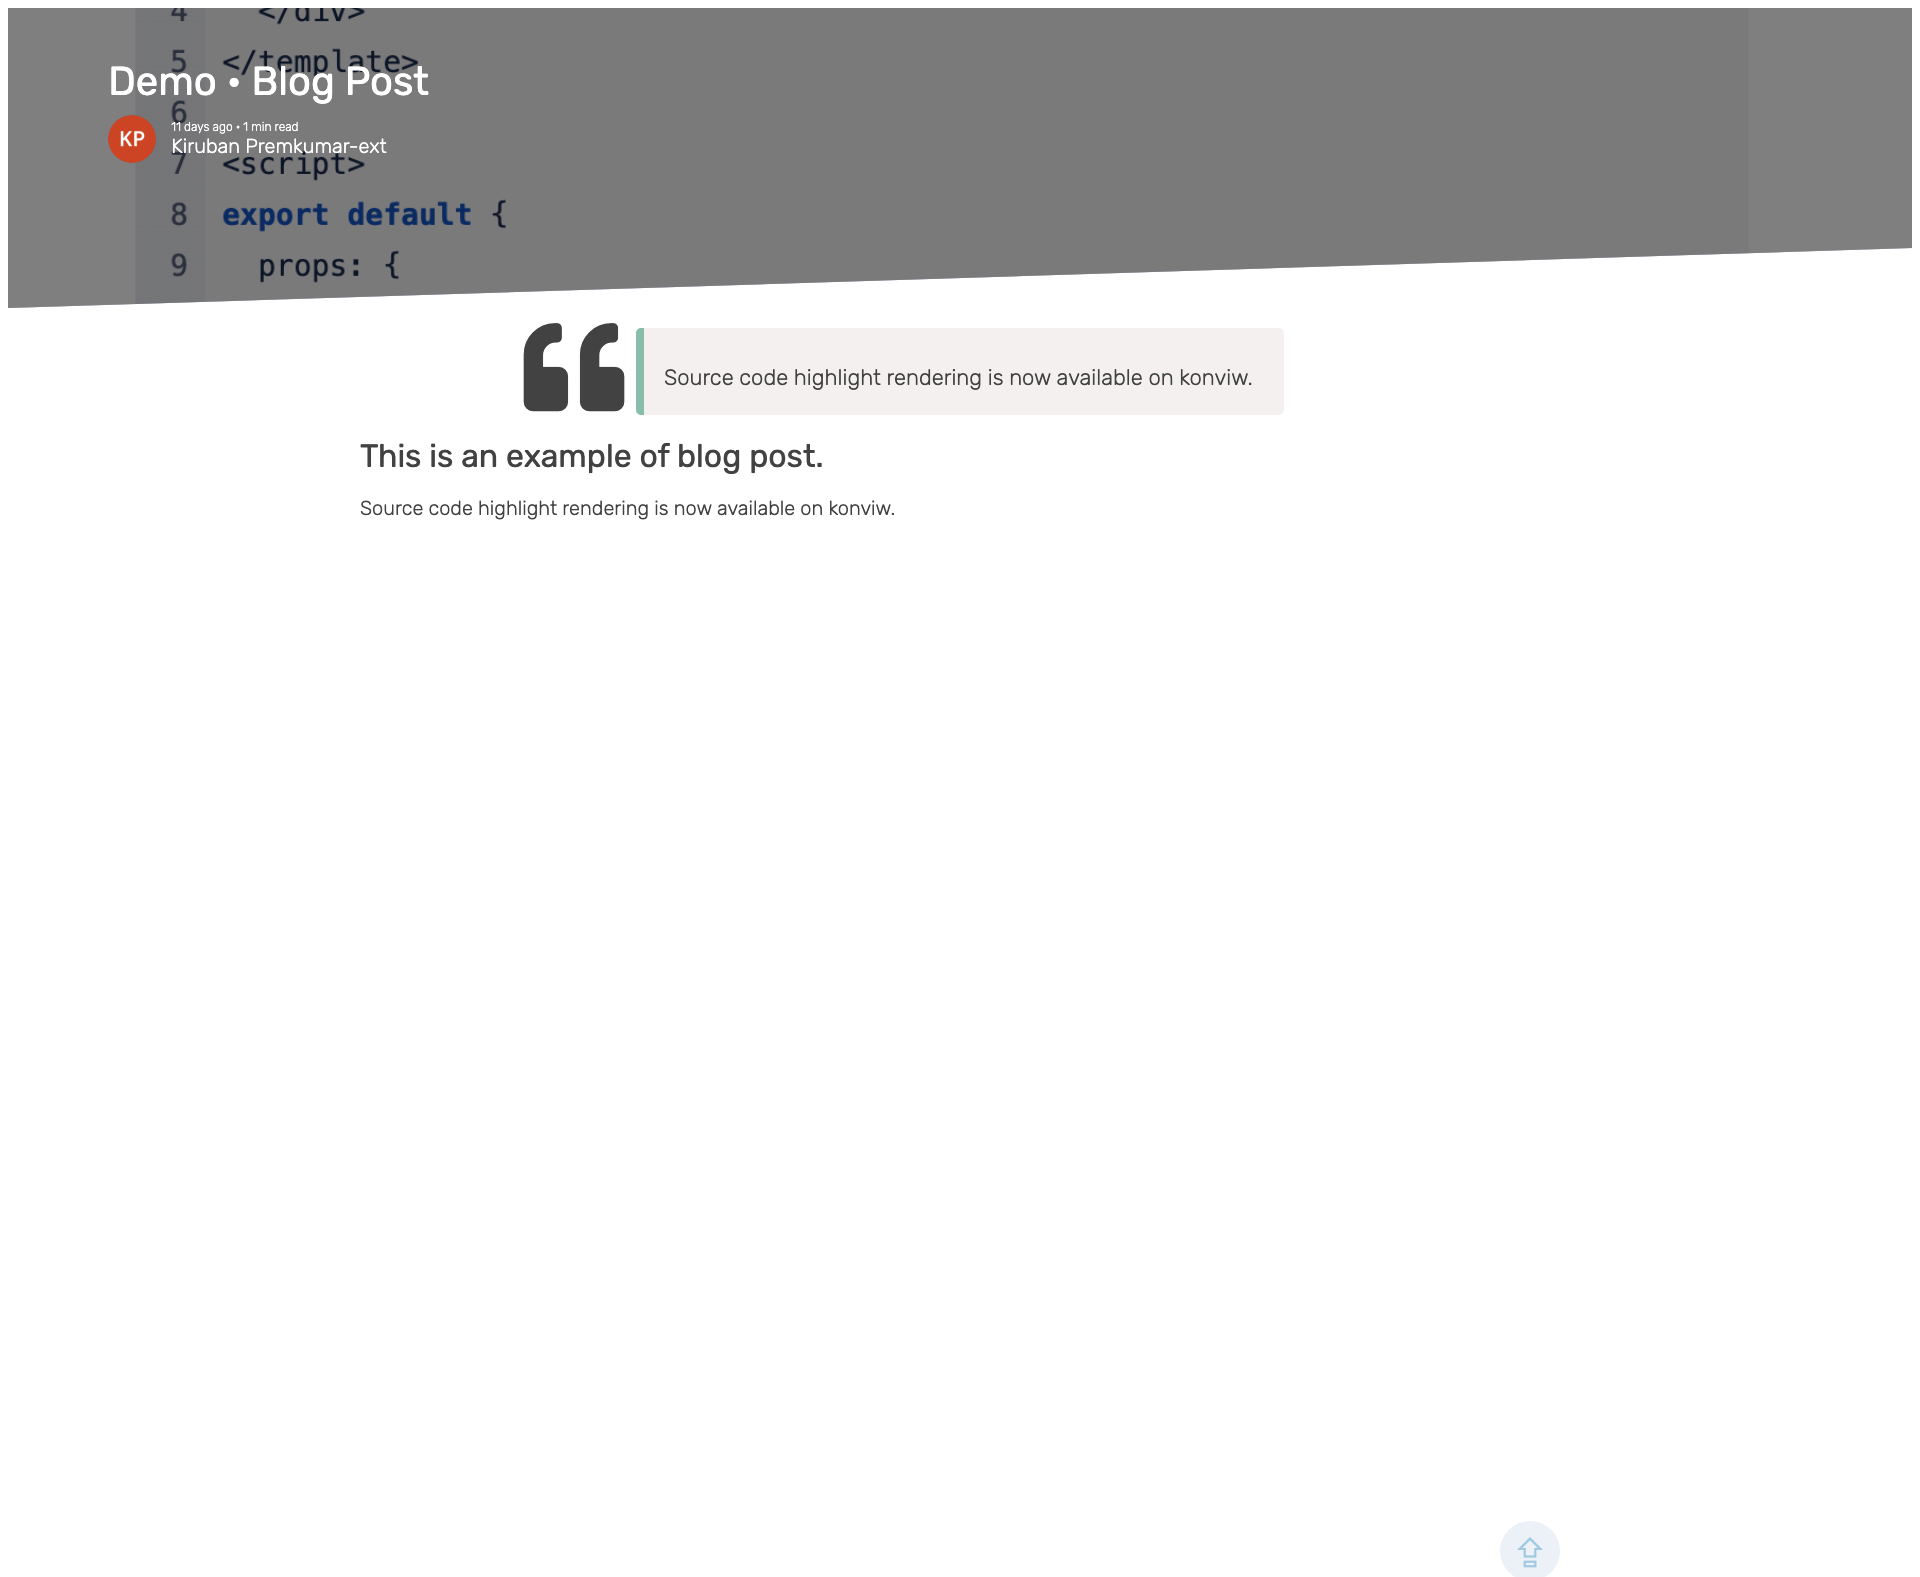 4 </div>
5 </template>
Demo • Blog Post
6
11 days ago • 1 min read
KP
Kiruban Premkumar-ext
7 <script>
8 export default {
9 props: {
Source code highlight rendering is now available on konviw.
This is an example of blog post.
Source code highlight rendering is now available on konviw.